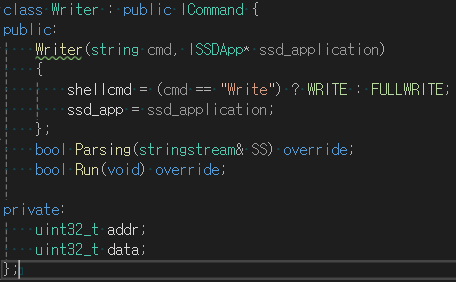 class Writer : public ICommand {
public:
    Writer(string cmd, ISSDApp* ssd_application)
    {
        shellcmd = (cmd == "Write") ? WRITE : FULLWRITE;
        ssd_app = ssd_application;
    };
    bool Parsing(stringstream& SS) override;
    bool Run(void) override;

private:
    uint32_t addr;
    uint32_t data;
};